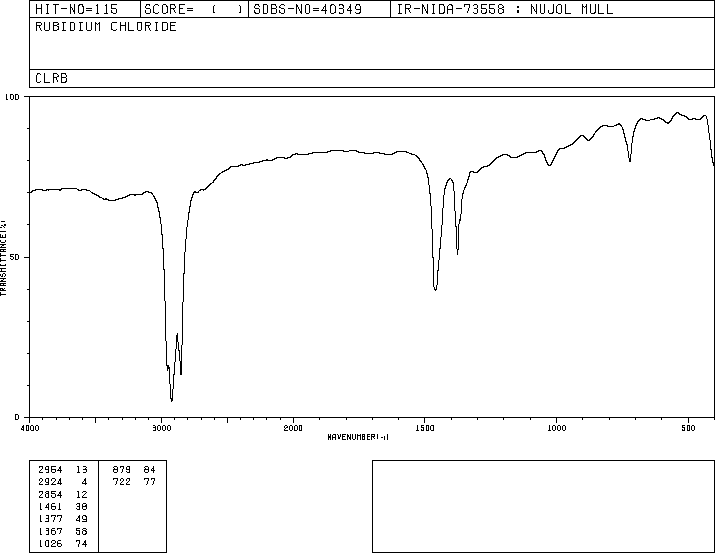 HIT-NO=115 SCORE= ( ) SDBS-NO=40349 IR-NIDA-73558 : NUJOL MULL
RUBIDIUM CHLORIDE
CLRB
100
TRANSMITTANCE(%)
50
0
4000 3000 2000 1500 1000 500
WAVENUMBER(-1)
2954 13 879 84
2924 4 722 77
2854 12
1461 38
1377 49
1367 58
1026 74